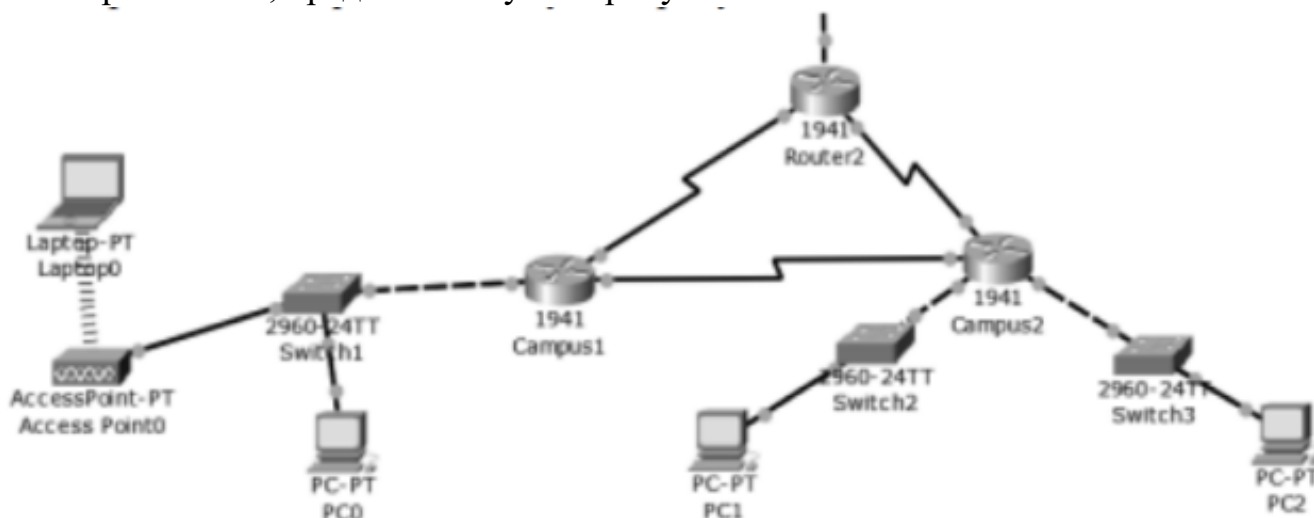 1941
Router2
Laptop-PT
Laptop0
1941
Campus2
2960-24TT
Switch1
1941
Campus1
2960-24TT
Switch2
2960-24TT
Switch3
AccessPoint-PT
Access Point0
PC-PT
PC0
PC-PT
PC1
PC-PT
PC2